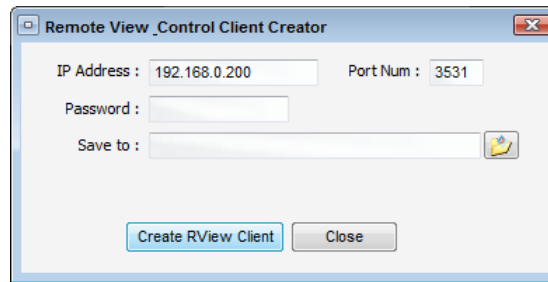 Remote View _Control Client Creator
IP Address : 192.168.0.200 Port Num : 3531
Password :
Save to :
Create RView Client Close